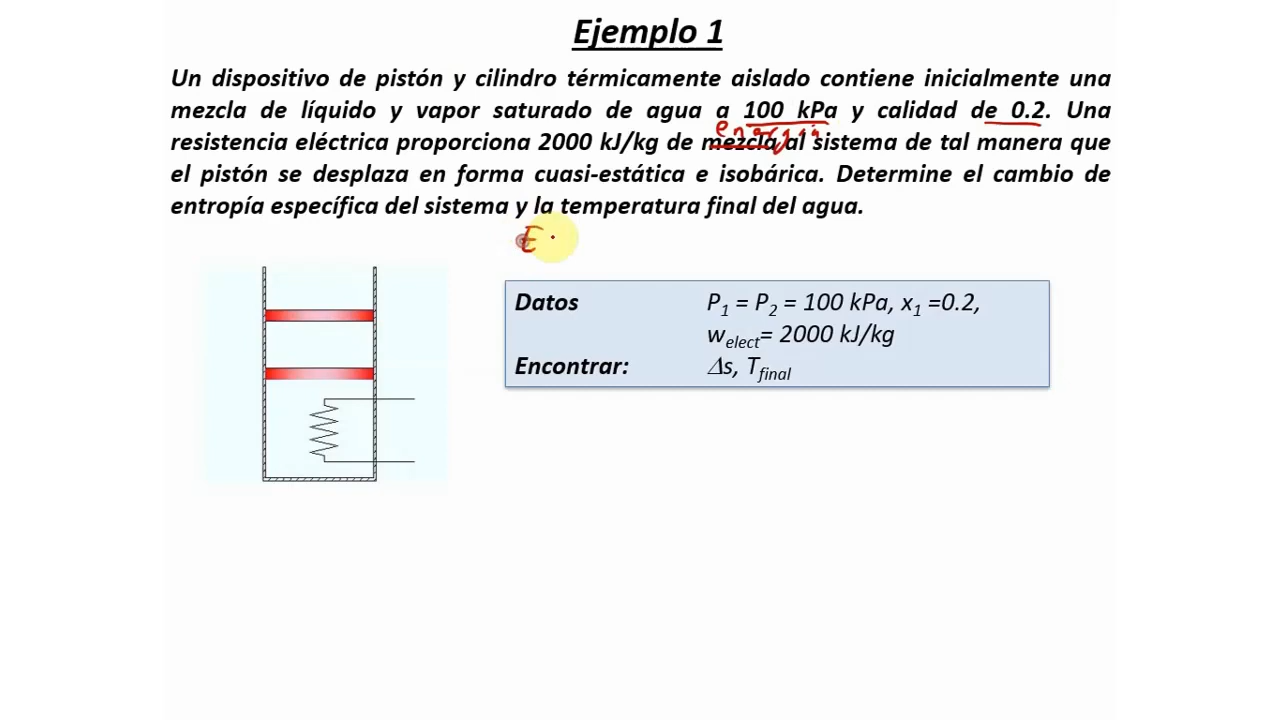 Ejemplo 1
Un dispositivo de pistón y cilindro térmicamente aislado contiene inicialmente una
mezcla de líquido y vapor saturado de agua a 100 kPa y calidad de 0.2. Una
energía
resistencia eléctrica proporciona 2000 kJ/kg de mezcla al sistema de tal manera que
el pistón se desplaza en forma cuasi-estática e isobárica. Determine el cambio de
entropía específica del sistema y la temperatura final del agua.
E
Datos P1 = P2 = 100 kPa, x1 =0.2,
welect= 2000 kJ/kg
Encontrar: Δs, Tfinal